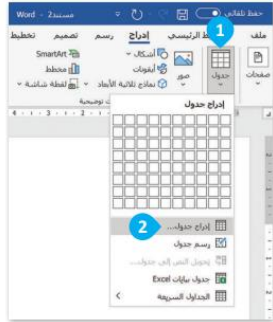 حفظ تلقائي مستند2 - Word
1
ملف الرئيسي إدراج رسم تصميم تخطيط
صفحات
جدول
صور
أشكال
أيقونات
نماذج ثلاثية الأبعاد
SmartArt
مخطط
لقطة شاشة
إدراج جدول
إدراج جدول... 2
رسم جدول
تحويل النص إلى جدول...
جدول بيانات Excel
الجداول السريعة